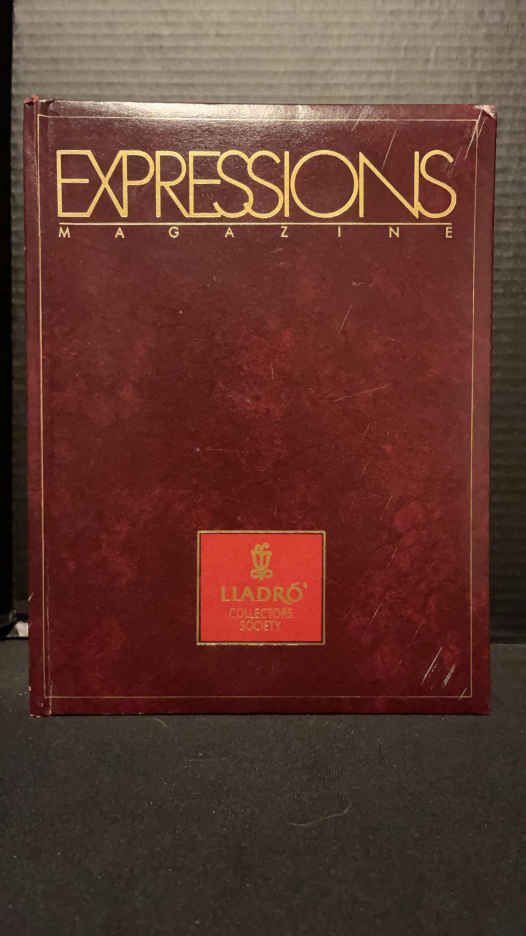 EXPRESSIONS
MAGAZINE
LLADRÓ
COLLECTORS
SOCIETY